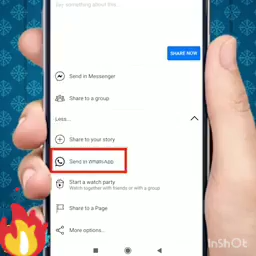 Say something about this...
SHARE NOW
Send in Messenger
Share to a group
Less...
Share to your story
Send in WhatsApp
Start a watch party
Watch together with friends or with a group
Share to a Page
More options...
InShOt